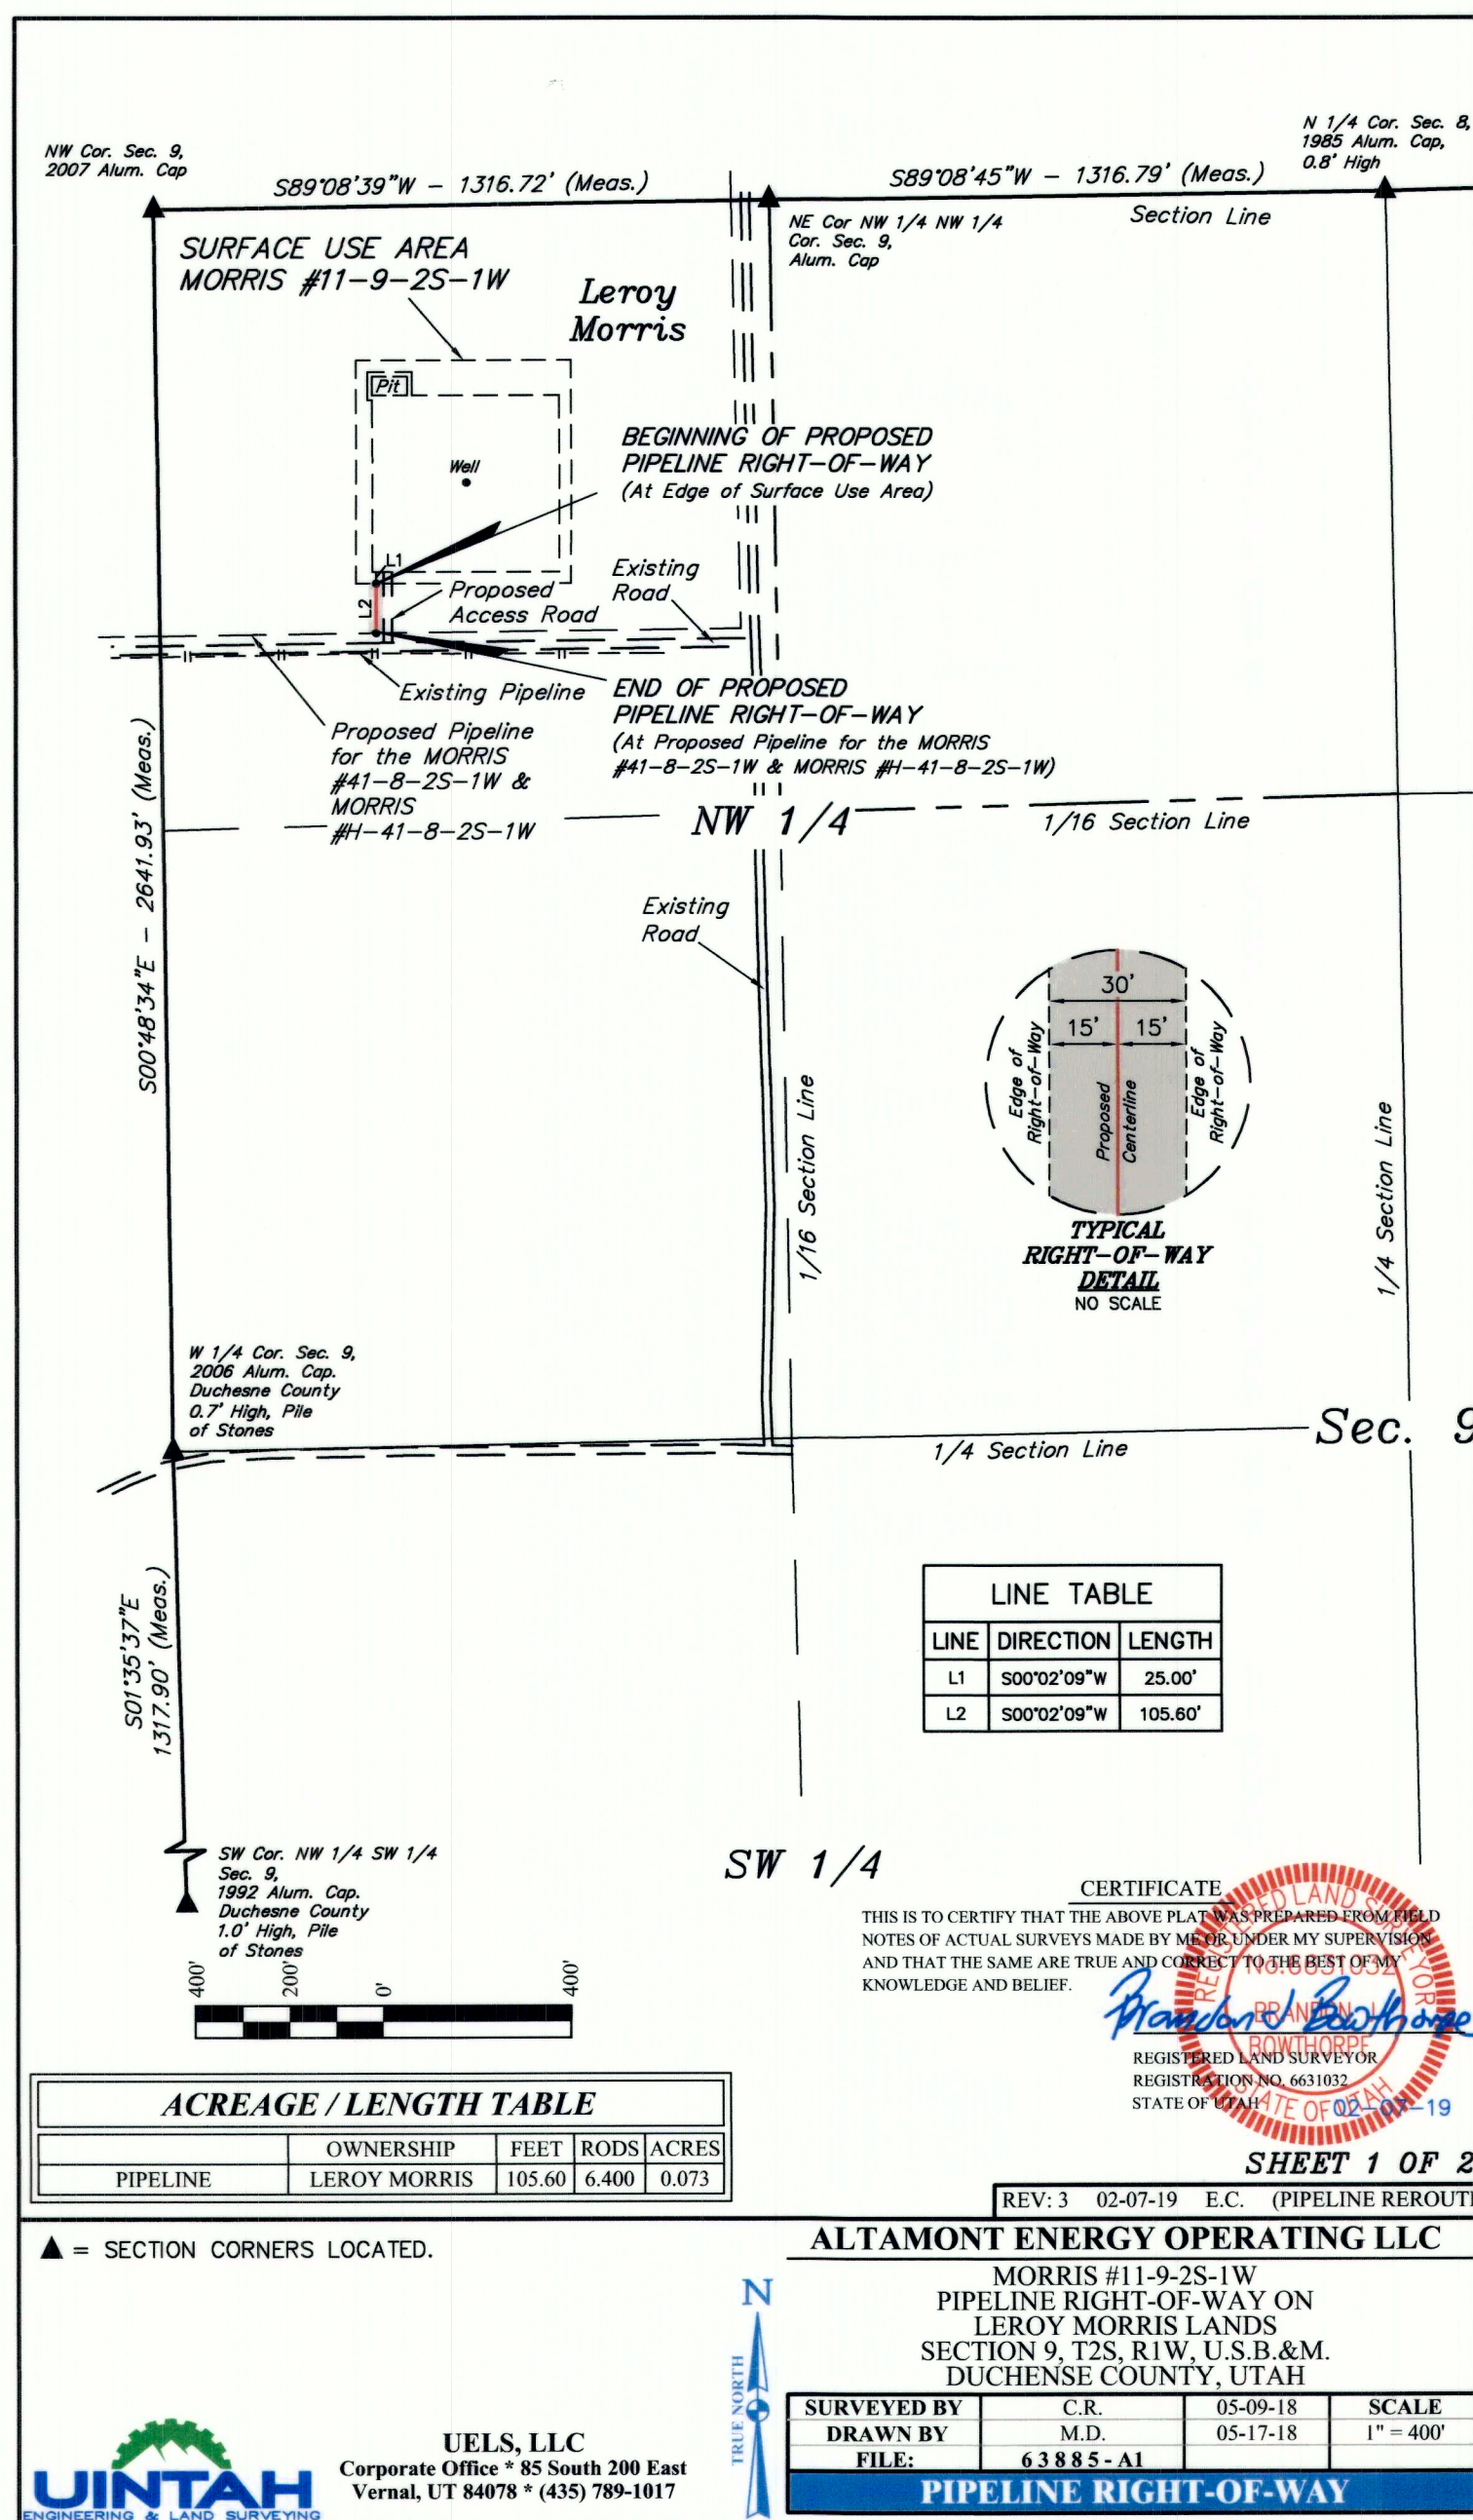 NW Cor. Sec. 9,
2007 Alum. Cap
S89°08'39"W - 1316.72' (Meas.)
S89°08'45"W - 1316.79' (Meas.)
N 1/4 Cor. Sec. 8,
1985 Alum. Cap,
0.8' High
Section Line
NE Cor NW 1/4 NW 1/4
Cor. Sec. 9,
Alum. Cap
SURFACE USE AREA
MORRIS #11-9-2S-1W
Leroy
Morris
Pit
Well
BEGINNING OF PROPOSED
PIPELINE RIGHT-OF-WAY
(At Edge of Surface Use Area)
L1
L2
Proposed
Access Road
Existing
Road
Existing Pipeline
END OF PROPOSED
PIPELINE RIGHT-OF-WAY
(At Proposed Pipeline for the MORRIS
#41-8-2S-1W & MORRIS #H-41-8-2S-1W)
Proposed Pipeline
for the MORRIS
#41-8-2S-1W &
MORRIS
#H-41-8-2S-1W
S00°48'34"E - 2641.93' (Meas.)
NW 1/4
1/16 Section Line
Existing
Road
1/16 Section Line
30'
15'
15'
Edge of
Right-of-Way
Proposed
Centerline
Edge of
Right-of-Way
TYPICAL
RIGHT-OF-WAY
DETAIL
NO SCALE
1/4 Section Line
W 1/4 Cor. Sec. 9,
2006 Alum. Cap.
Duchesne County
0.7' High, Pile
of Stones
Sec. 9
1/4 Section Line
S01°35'37"E
1317.90' (Meas.)
LINE TABLE
LINE DIRECTION LENGTH
L1 S00°02'09"W 25.00'
L2 S00°02'09"W 105.60'
SW Cor. NW 1/4 SW 1/4
Sec. 9,
1992 Alum. Cap.
Duchesne County
1.0' High, Pile
of Stones
SW 1/4
400'
200'
0'
400'
CERTIFICATE
THIS IS TO CERTIFY THAT THE ABOVE PLAT WAS PREPARED FROM FIELD
NOTES OF ACTUAL SURVEYS MADE BY ME OR UNDER MY SUPERVISION
AND THAT THE SAME ARE TRUE AND CORRECT TO THE BEST OF MY
KNOWLEDGE AND BELIEF.
REGISTERED LAND SURVEYOR
No. 6631032
BRANDON J.
BOWTHORPE
STATE OF UTAH
Brandon J Bowthorpe
REGISTERED LAND SURVEYOR
REGISTRATION NO. 6631032
STATE OF UTAH
02-07-19
ACREAGE / LENGTH TABLE
OWNERSHIP FEET RODS ACRES
PIPELINE LEROY MORRIS 105.60 6.400 0.073
SHEET 1 OF 2
REV: 3 02-07-19 E.C. (PIPELINE REROUT
▲ = SECTION CORNERS LOCATED.
ALTAMONT ENERGY OPERATING LLC
MORRIS #11-9-2S-1W
PIPELINE RIGHT-OF-WAY ON
LEROY MORRIS LANDS
SECTION 9, T2S, R1W, U.S.B.&M.
DUCHENSE COUNTY, UTAH
N
TRUE NORTH
SURVEYED BY C.R. 05-09-18 SCALE
DRAWN BY M.D. 05-17-18 1" = 400'
FILE: 63885-A1
PIPELINE RIGHT-OF-WAY
UINTAH
ENGINEERING & LAND SURVEYING
UELS, LLC
Corporate Office * 85 South 200 East
Vernal, UT 84078 * (435) 789-1017